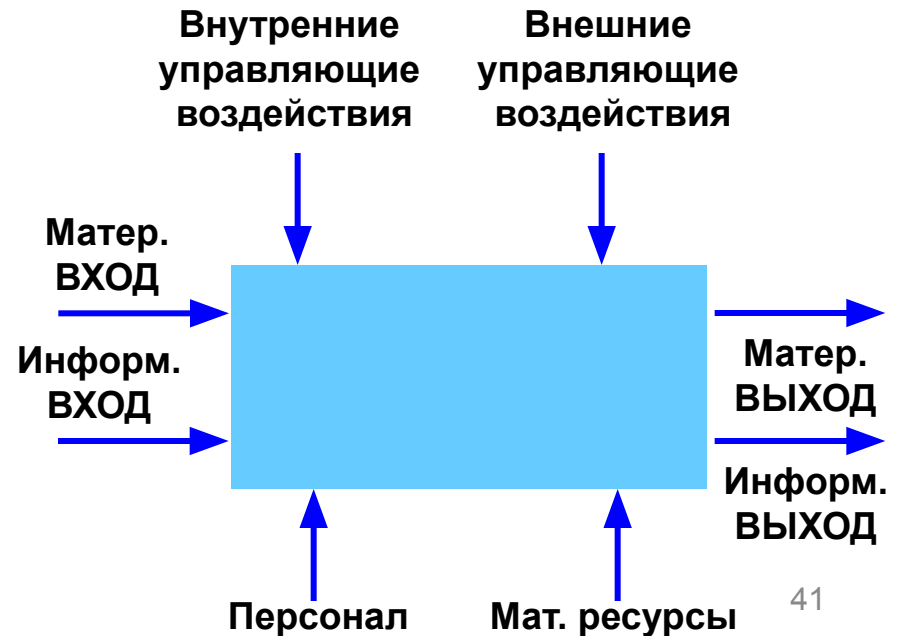 Внутренние
управляющие
воздействия
Внешние
управляющие
воздействия
Матер.
ВХОД
Информ.
ВХОД
Матер.
ВЫХОД
Информ.
ВЫХОД
Персонал
Мат. ресурсы
41